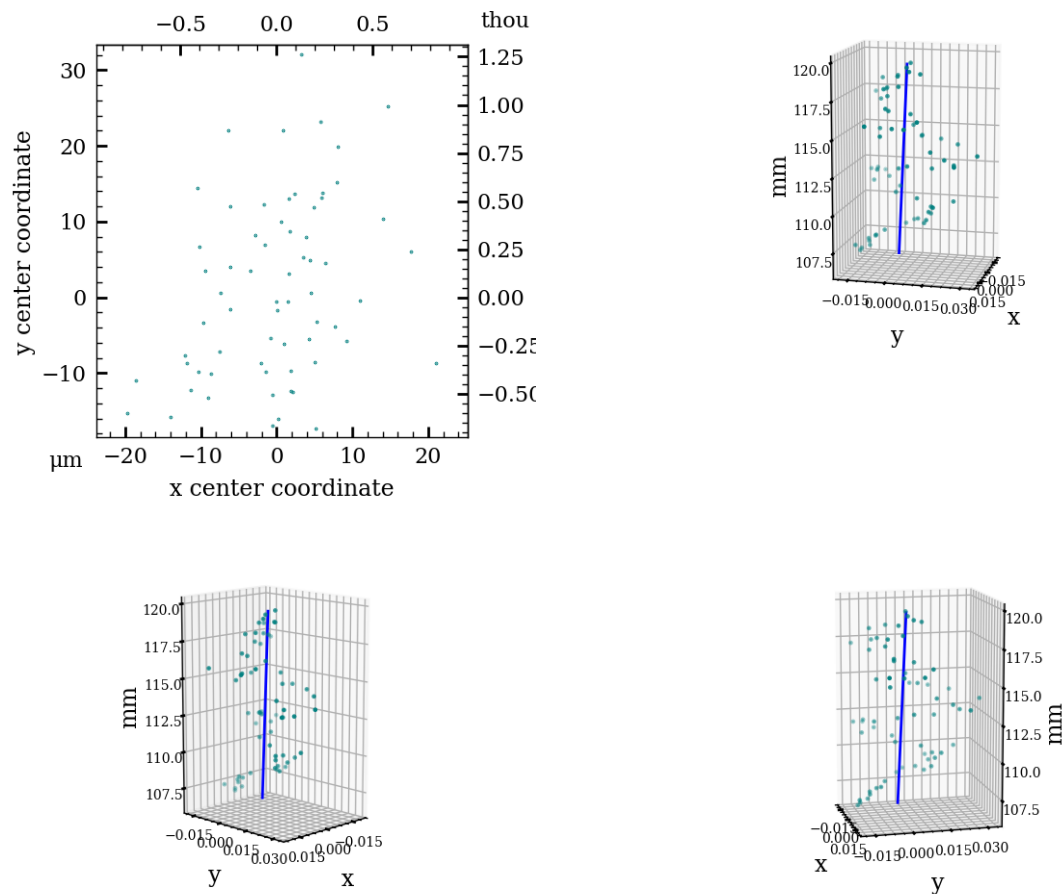 −0.5 0.0 0.5 thou
30 20 10 0 −10
y center coordinate
1.25 1.00 0.75 0.50 0.25 0.00 −0.25 −0.50
μm −20 −10 0 10 20
x center coordinate
120.0 117.5 115.0 112.5 110.0 107.5
mm
−0.015 0.000 0.015 0.030
y
−0.015 0.000 0.015
x
120.0 117.5 115.0 112.5 110.0 107.5
mm
−0.015 0.000 0.015 0.030
y
0.015 0.000 −0.015
x
120.0 117.5 115.0 112.5 110.0 107.5
mm
−0.015 0.000 0.015
x
−0.015 0.000 0.015 0.030
y